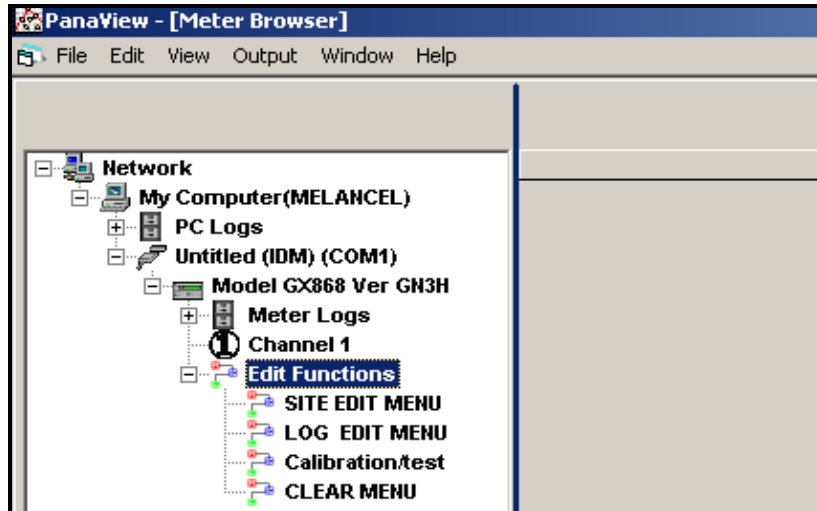 PanaView - [Meter Browser]
File Edit View Output Window Help
Network
My Computer(MELANCEL)
PC Logs
Untitled (IDM) (COM1)
Model GX868 Ver GN3H
Meter Logs
1 Channel 1
Edit Functions
SITE EDIT MENU
LOG EDIT MENU
Calibration/test
CLEAR MENU